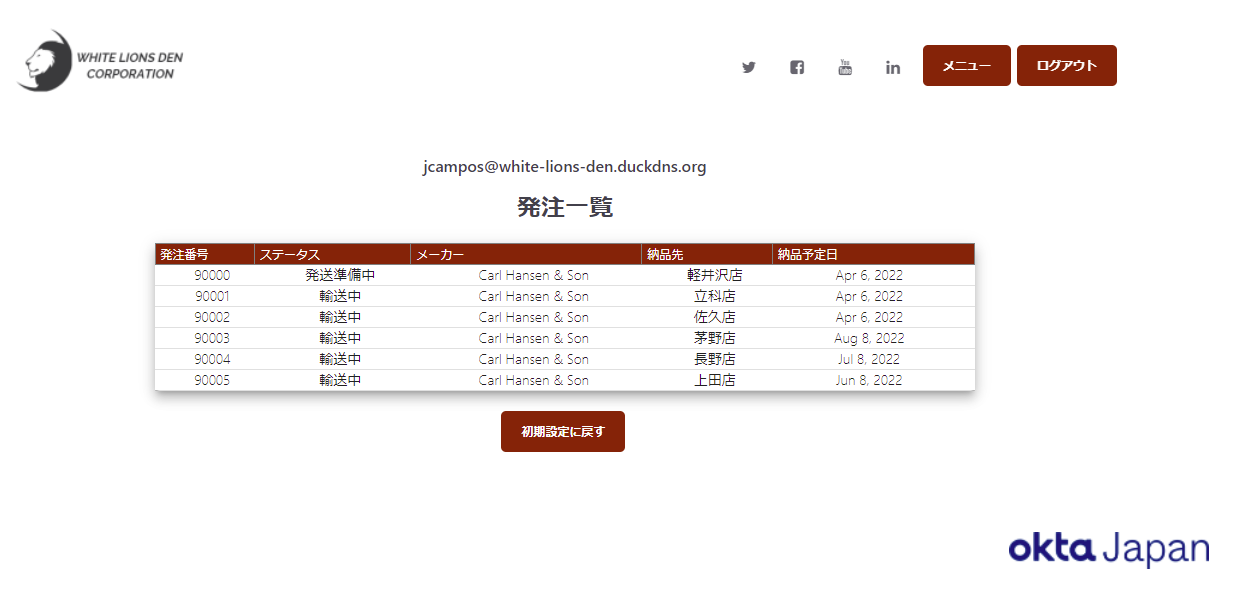 WHITE LIONS DEN
CORPORATION
You
Tube
メニュー
ログアウト
jcampos@white-lions-den.duckdns.org
発注一覧
発注番号 ステータス メーカー 納品先 納品予定日
90000 発送準備中 Carl Hansen & Son 軽井沢店 Apr 6, 2022
90001 輸送中 Carl Hansen & Son 立科店 Apr 6, 2022
90002 輸送中 Carl Hansen & Son 佐久店 Apr 6, 2022
90003 輸送中 Carl Hansen & Son 茅野店 Aug 8, 2022
90004 輸送中 Carl Hansen & Son 長野店 Jul 8, 2022
90005 輸送中 Carl Hansen & Son 上田店 Jun 8, 2022
初期設定に戻す
okta Japan